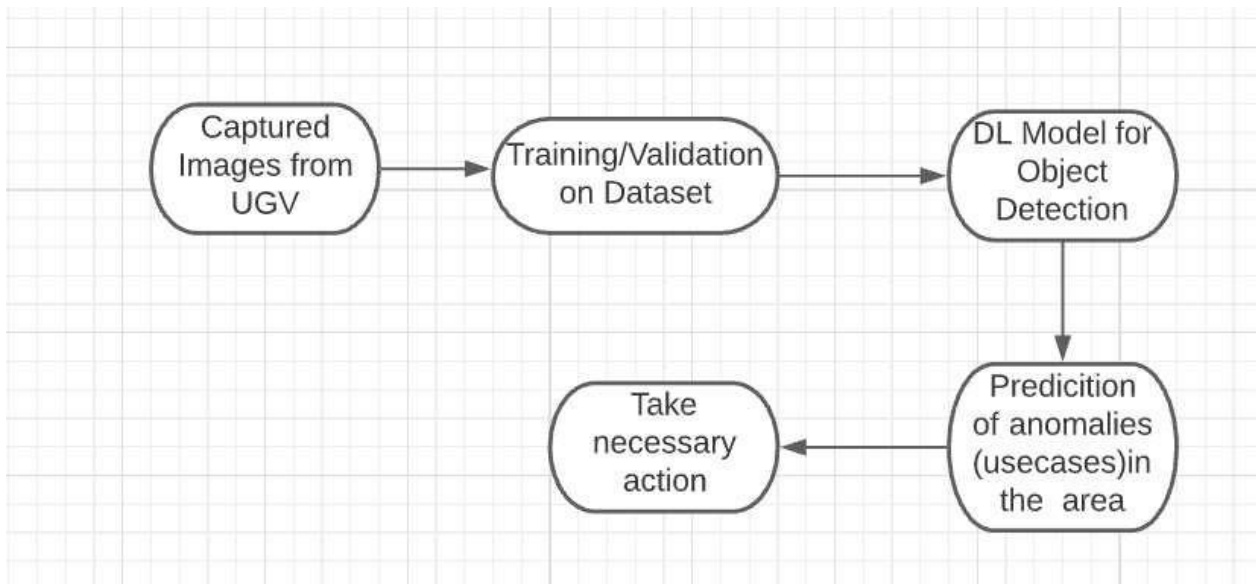 Captured
Images from
UGV
Training/Validation
on Dataset
DL Model for
Object
Detection
Predicition
of anomalies
(usecases)in
the area
Take
necessary
action